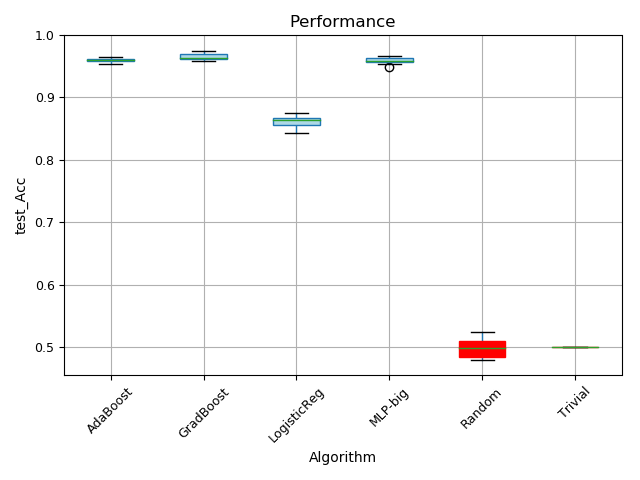 Performance
1.0
0.9
0.8
0.7
0.6
0.5
test_Acc
AdaBoost
GradBoost
LogisticReg
MLP-big
Random
Trivial
Algorithm